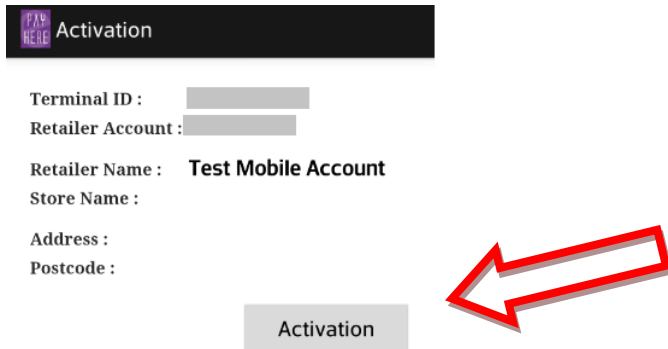 PAY
HERE
Activation
Terminal ID :
Retailer Account :
Retailer Name : Test Mobile Account
Store Name :
Address :
Postcode :
Activation